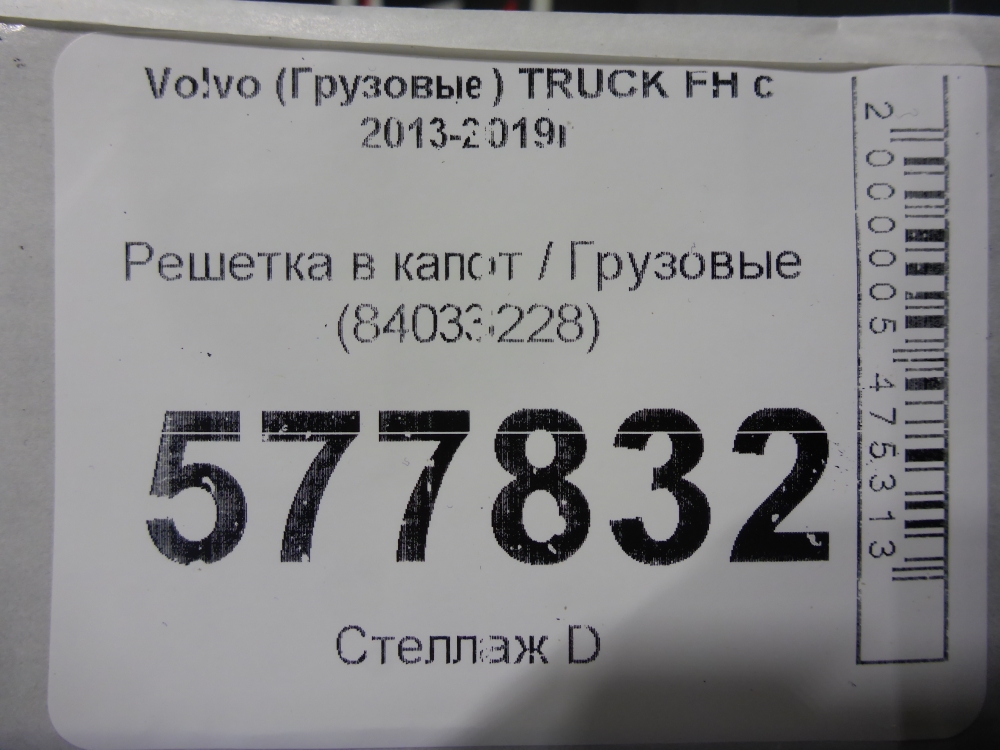 Volvo (Грузовые) TRUCK FH с
2013-2019г
Решетка в капот / Грузовые
(84033228)
577832
Стеллаж D
2000005475313